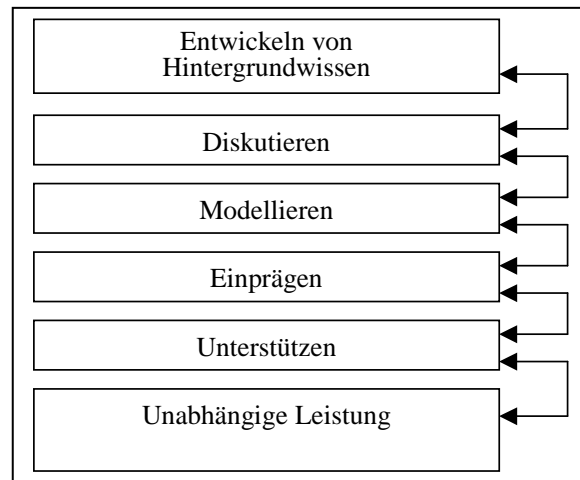 Entwickeln von
Hintergrundwissen
Diskutieren
Modellieren
Einprägen
Unterstützen
Unabhängige Leistung